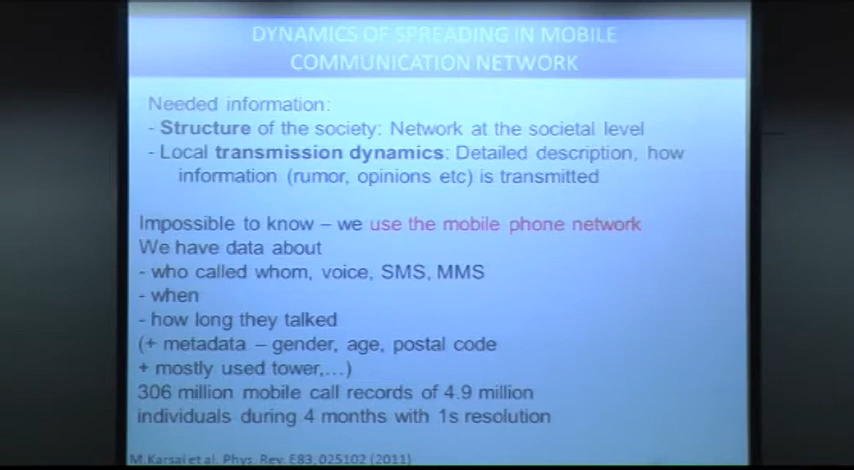 DYNAMICS OF SPREADING IN MOBILE
COMMUNICATION NETWORK
Needed information:
- Structure of the society: Network at the societal level
- Local transmission dynamics: Detailed description, how
information (rumor, opinions etc) is transmitted
Impossible to know – we use the mobile phone network
We have data about
- who called whom, voice, SMS, MMS
- when
- how long they talked
(+ metadata – gender, age, postal code
+ mostly used tower,...)
306 million mobile call records of 4.9 million
individuals during 4 months with 1s resolution
M.Karsai et al. Phys. Rev. E83, 025102 (2011)